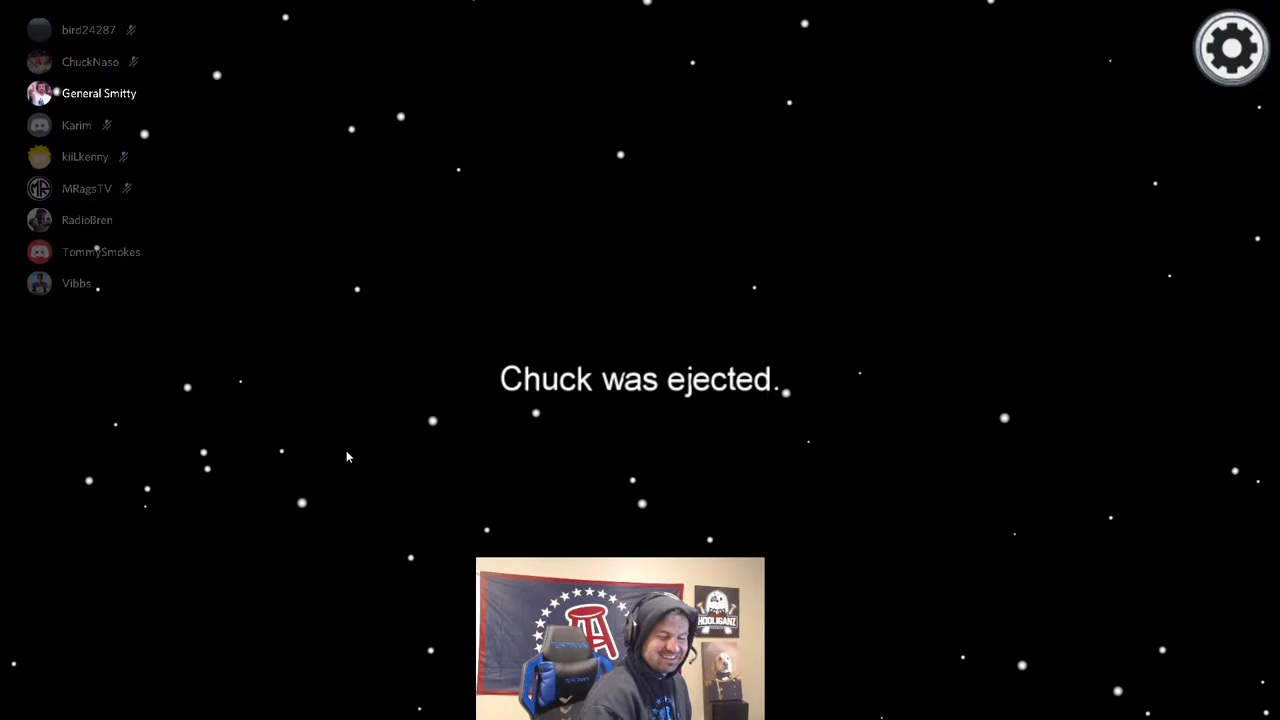 bird24287
ChuckNaso
General Smitty
Karim
kiiLkenny
MRagsTV
RadioBren
TommySmokes
Vibbs
Chuck was ejected.
HOOLIGANZ